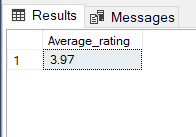 Results Messages
Average_rating
1 3.97